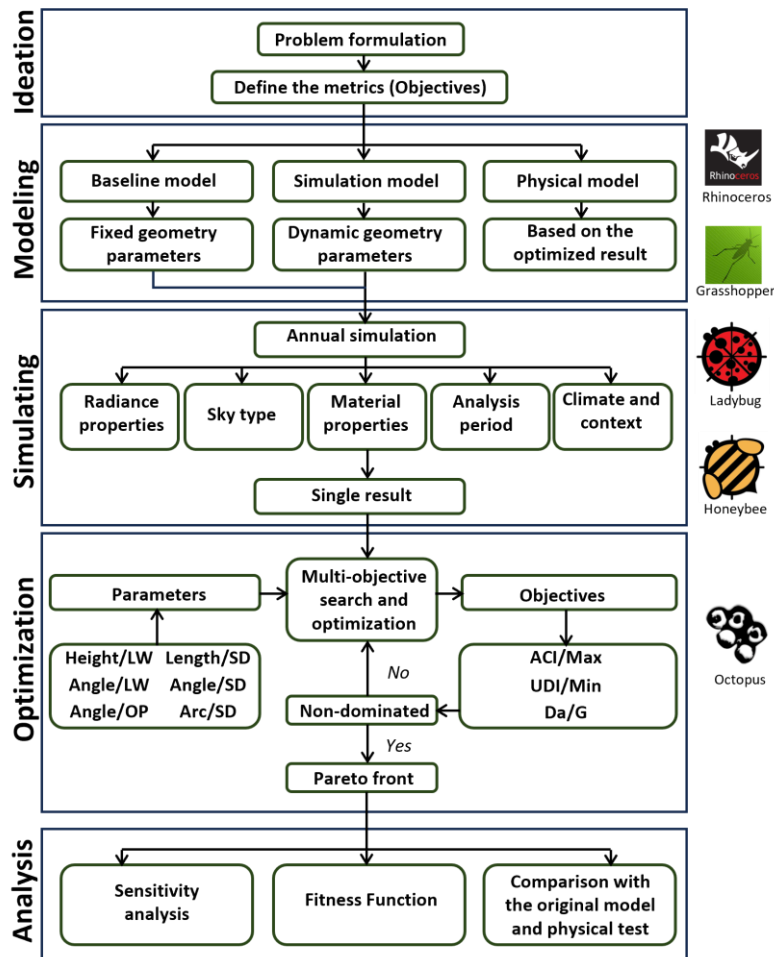 Ideation
Problem formulation
Define the metrics (Objectives)
Modeling
Baseline model
Simulation model
Physical model
Fixed geometry
parameters
Dynamic geometry
parameters
Based on the
optimized result
Rhinoceros
Rhinoceros
Grasshopper
Simulating
Annual simulation
Radiance
properties
Sky type
Material
properties
Analysis
period
Climate and
context
Single result
Ladybug
Honeybee
Optimization
Parameters
Multi-objective
search and
optimization
Objectives
Height/LW Length/SD
Angle/LW Angle/SD
Angle/OP Arc/SD
No
ACI/Max
UDI/Min
Da/G
Non-dominated
Yes
Pareto front
Octopus
Analysis
Sensitivity
analysis
Fitness Function
Comparison with
the original model
and physical test